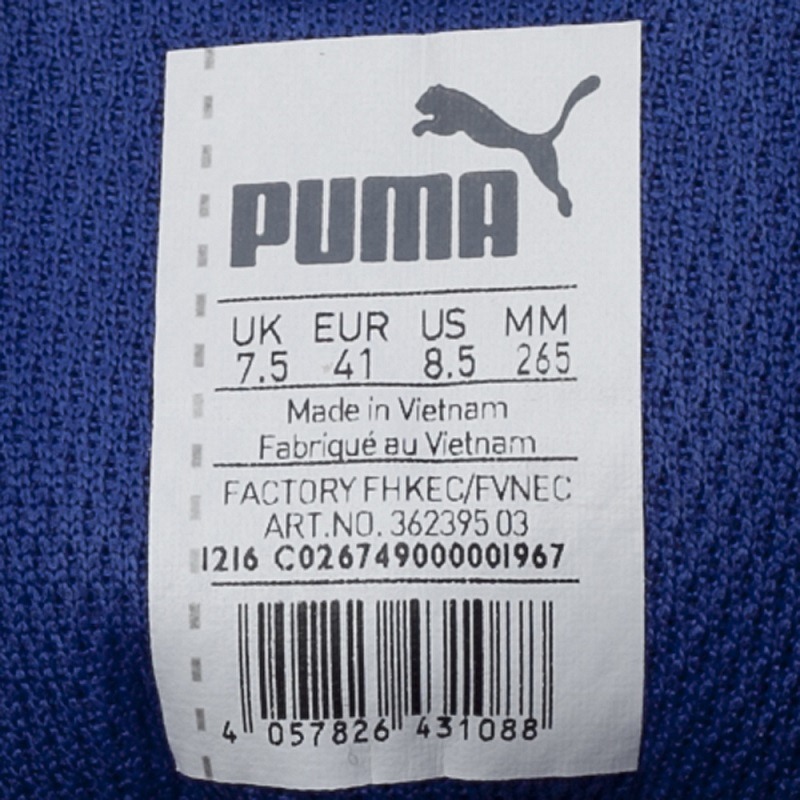 PUMA
UK EUR US MM
7.5 41 8.5 265
Made in Vietnam
Fabriqué au Vietnam
FACTORY FHKEC/FVNEC
ART.NO. 362395 03
1216 C026749000001967
4 057826 431088